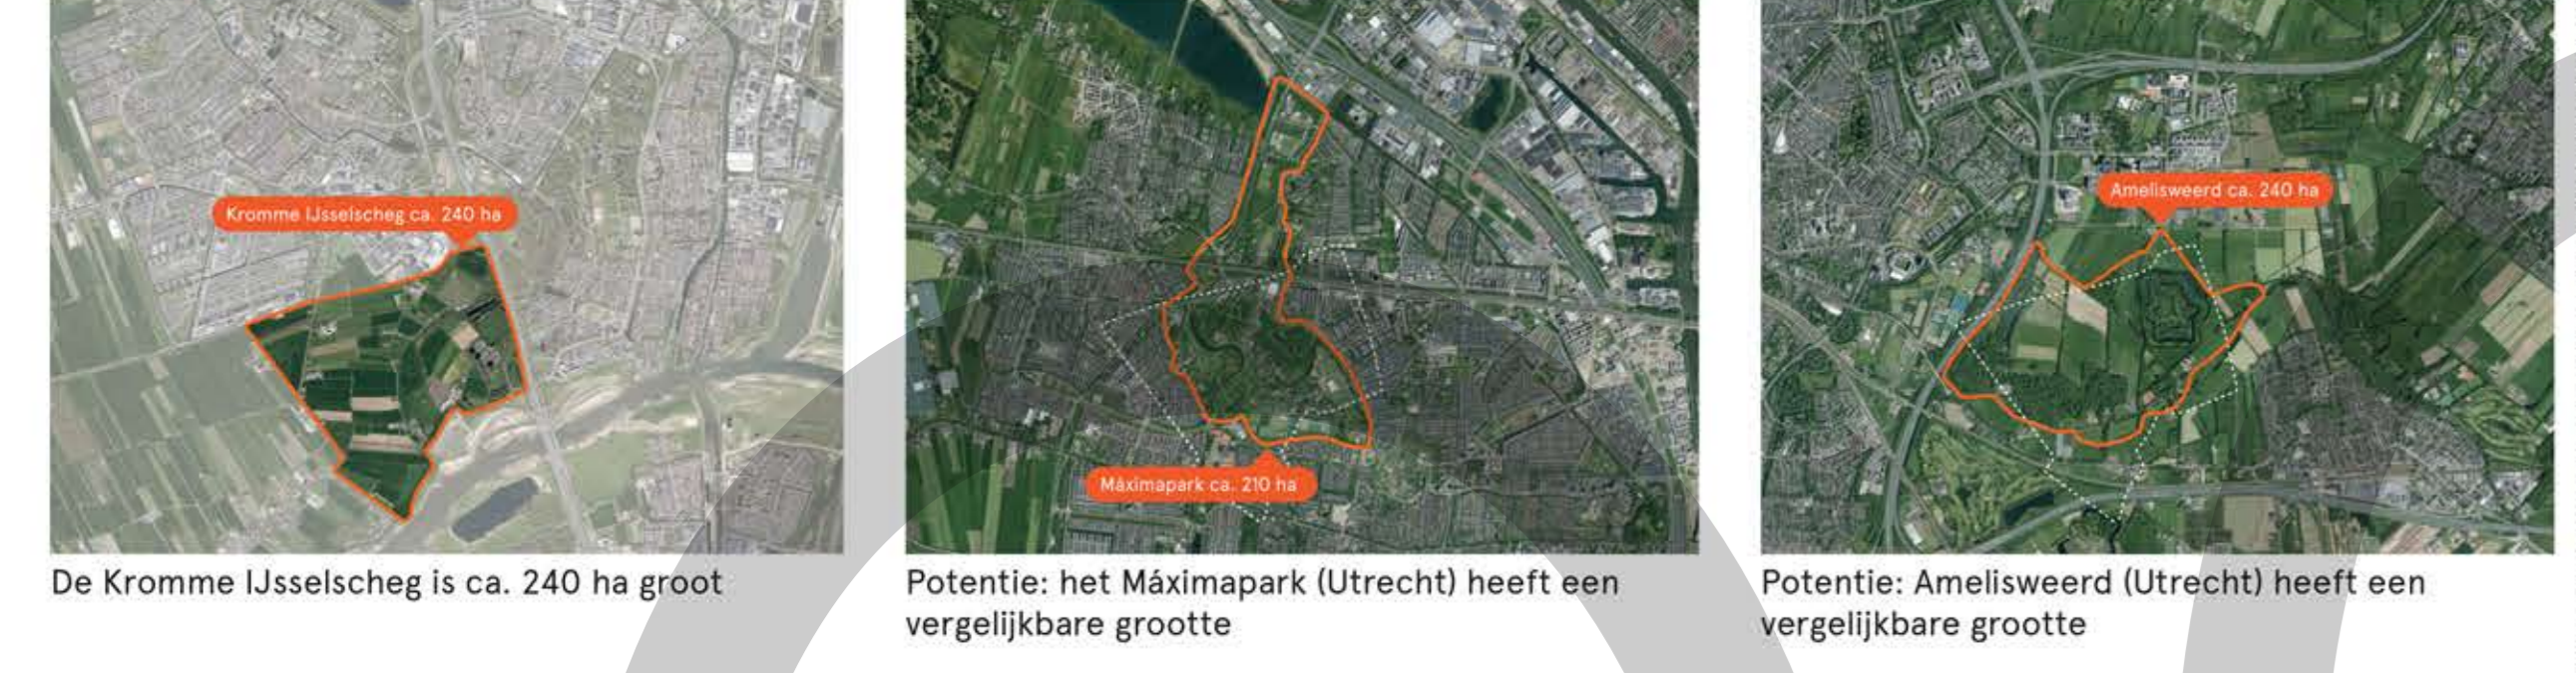 Kromme IJsselscheg ca. 240 ha
Máximapark ca. 210 ha
Amelisweerd ca. 240 ha
De Kromme IJsselscheg is ca. 240 ha groot
Potentie: het Máximapark (Utrecht) heeft een
vergelijkbare grootte
Potentie: Amelisweerd (Utrecht) heeft een
vergelijkbare grootte